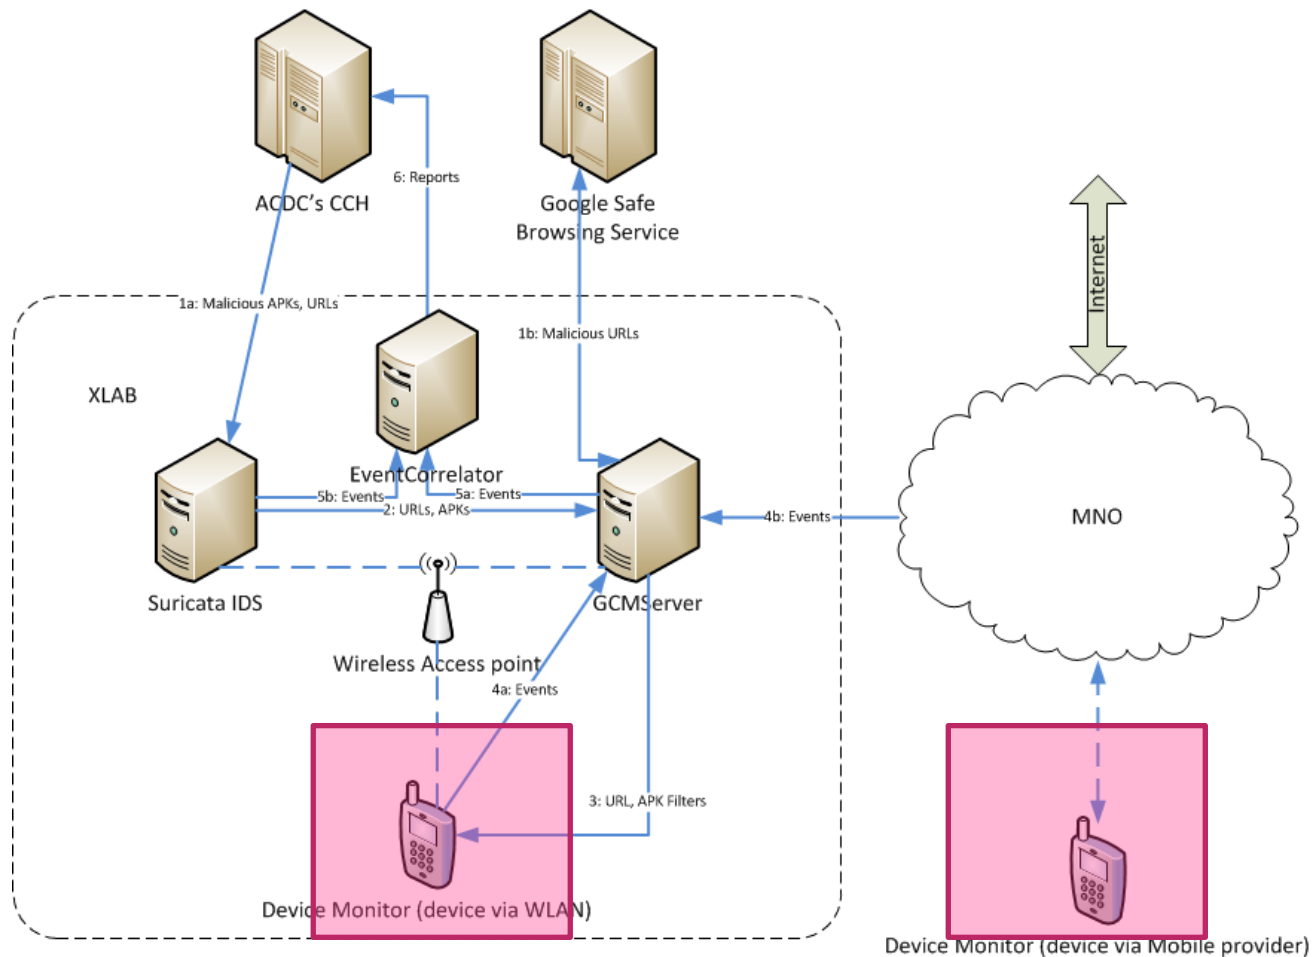 6: Reports
ACDC's CCH
Google Safe
Browsing Service
Internet
1a: Malicious APKs, URLs
1b: Malicious URLs
XLAB
EventCorrelator
5b: Events
5a: Events
2: URLs, APKs
4b: Events
MNO
Suricata IDS
GCMServer
Wireless Access point
4a: Events
3: URL, APK Filters
Device Monitor (device via WLAN)
Device Monitor (device via Mobile provider)